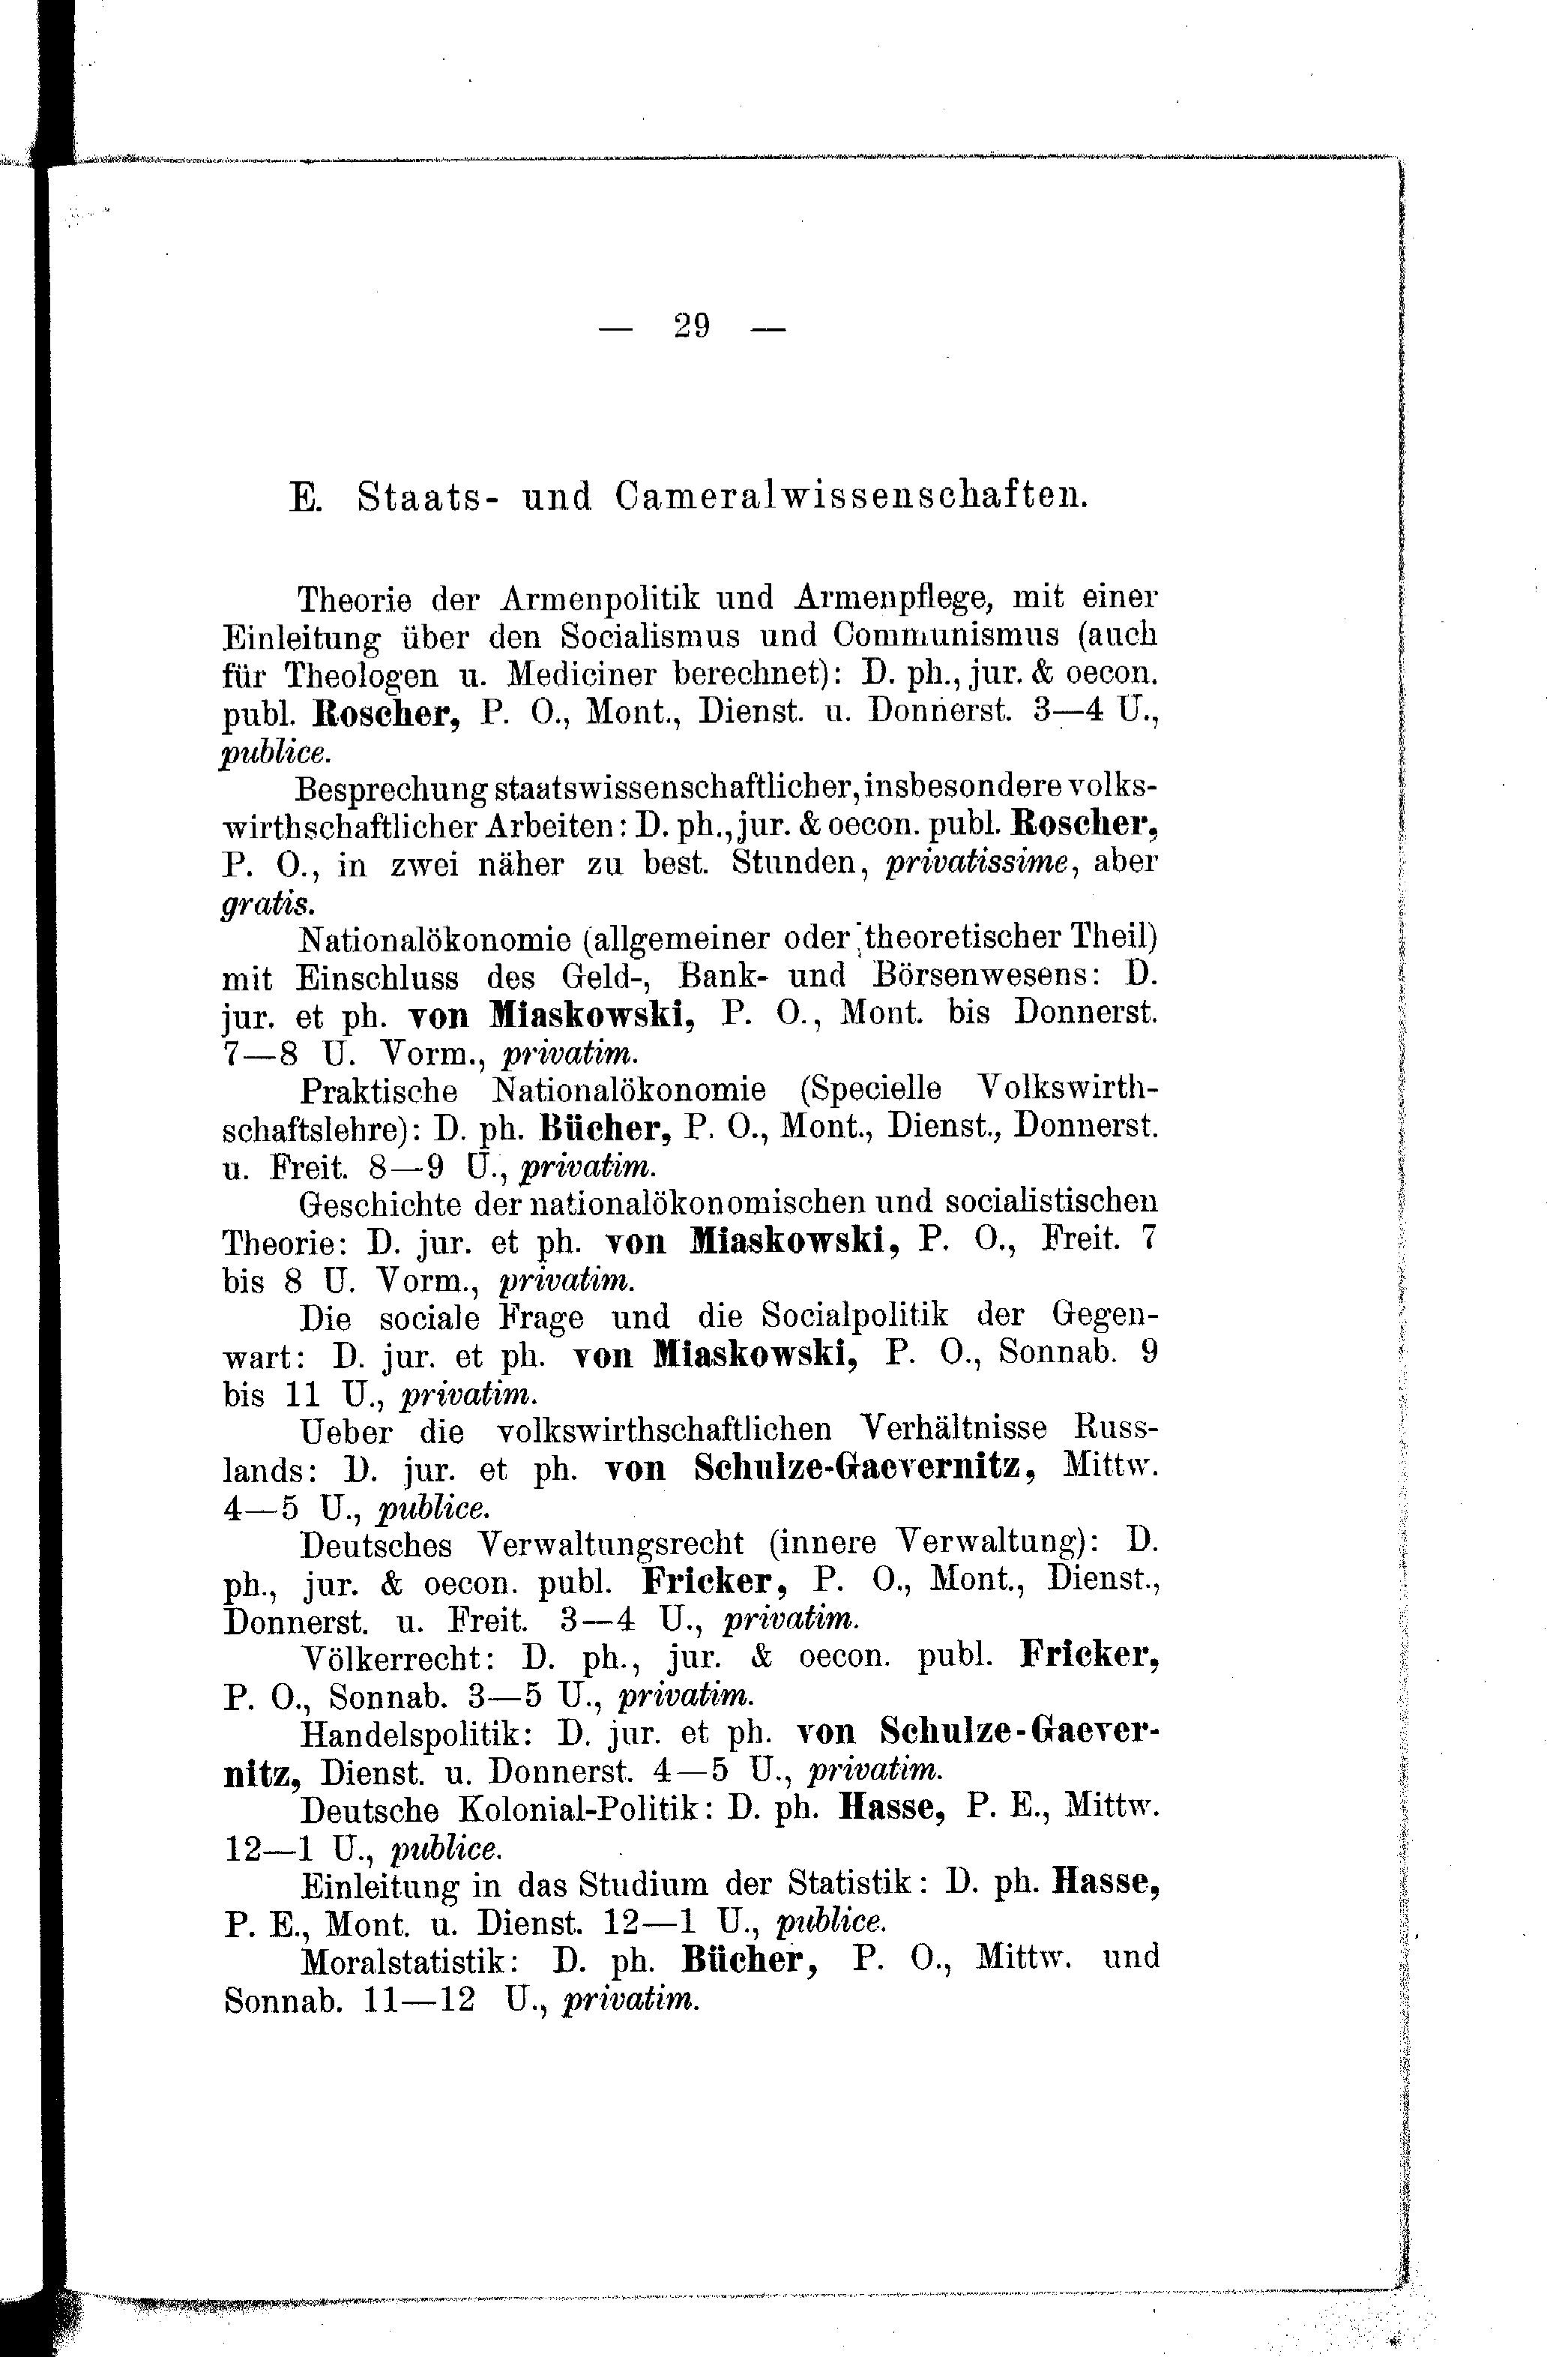 — 29 —
E. Staats- und Cameralwissenschaften.
Theorie der Armenpolitik und Armenpflege, mit einer
Einleitung über den Socialismus und Communismus (auch
für Theologen u. Mediciner berechnet): D. ph., jur. & oecon.
publ. Roscher, P. O., Mont., Dienst. u. Donnerst. 3—4 U.,
publice.
Besprechung staatswissenschaftlicher, insbesondere volks-
wirthschaftlicher Arbeiten: D. ph., jur. & oecon. publ. Roscher,
P. O., in zwei näher zu best. Stunden, privatissime, aber
gratis.
Nationalökonomie (allgemeiner oder theoretischer Theil)
mit Einschluss des Geld-, Bank- und Börsenwesens: D.
jur. et ph. von Miaskowski, P. O., Mont. bis Donnerst.
7—8 U. Vorm., privatim.
Praktische Nationalökonomie (Specielle Volkswirth-
schaftslehre): D. ph. Bücher, P. O., Mont., Dienst., Donnerst.
u. Freit. 8—9 U., privatim.
Geschichte der nationalökonomischen und socialistischen
Theorie: D. jur. et ph. von Miaskowski, P. O., Freit. 7
bis 8 U. Vorm., privatim.
Die sociale Frage und die Socialpolitik der Gegen-
wart: D. jur. et ph. von Miaskowski, P. O., Sonnab. 9
bis 11 U., privatim.
Ueber die volkswirthschaftlichen Verhältnisse Russ-
lands: D. jur. et ph. von Schulze-Gaevernitz, Mittw.
4—5 U., publice.
Deutsches Verwaltungsrecht (innere Verwaltung): D.
ph., jur. & oecon. publ. Fricker, P. O., Mont., Dienst.,
Donnerst. u. Freit. 3—4 U., privatim.
Völkerrecht: D. ph., jur. & oecon. publ. Fricker,
P. O., Sonnab. 3—5 U., privatim.
Handelspolitik: D. jur. et ph. von Schulze-Gaever-
nitz, Dienst. u. Donnerst. 4—5 U., privatim.
Deutsche Kolonial-Politik: D. ph. Hasse, P. E., Mittw.
12—1 U., publice.
Einleitung in das Studium der Statistik: D. ph. Hasse,
P. E., Mont. u. Dienst. 12—1 U., publice.
Moralstatistik: D. ph. Bücher, P. O., Mittw. und
Sonnab. 11—12 U., privatim.